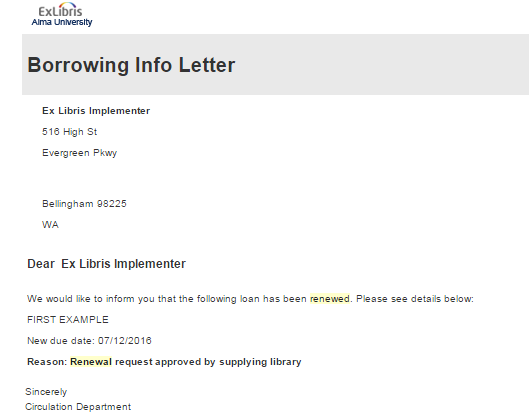 ExLibris
Alma University
Borrowing Info Letter
Ex Libris Implementer
516 High St
Evergreen Pkwy
Bellingham 98225
WA
Dear Ex Libris Implementer
We would like to inform you that the following loan has been renewed. Please see details below:
FIRST EXAMPLE
New due date: 07/12/2016
Reason: Renewal request approved by supplying library
Sincerely
Circulation Department